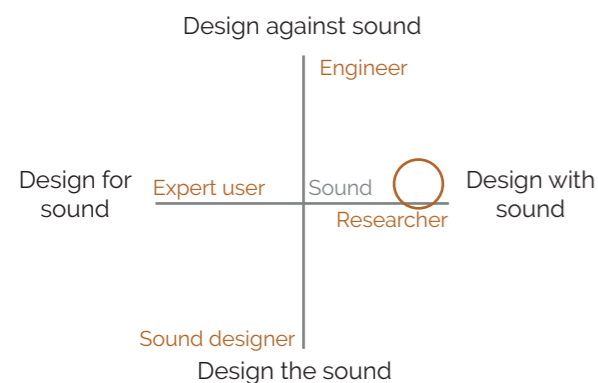 Design against sound
Engineer
Design for
sound
Expert user
Sound
Researcher
Design with
sound
Sound designer
Design the sound